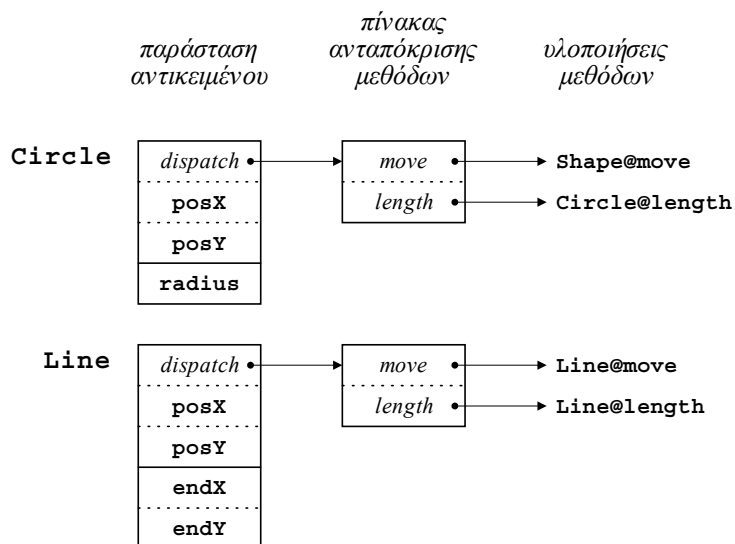 παράσταση
αντικειμένου
πίνακας
ανταπόκρισης
μεθόδων
υλοποιήσεις
μεθόδων
Circle
dispatch
posX
posY
radius
move
length
Shape@move
Circle@length
Line
dispatch
posX
posY
endX
endY
move
length
Line@move
Line@length